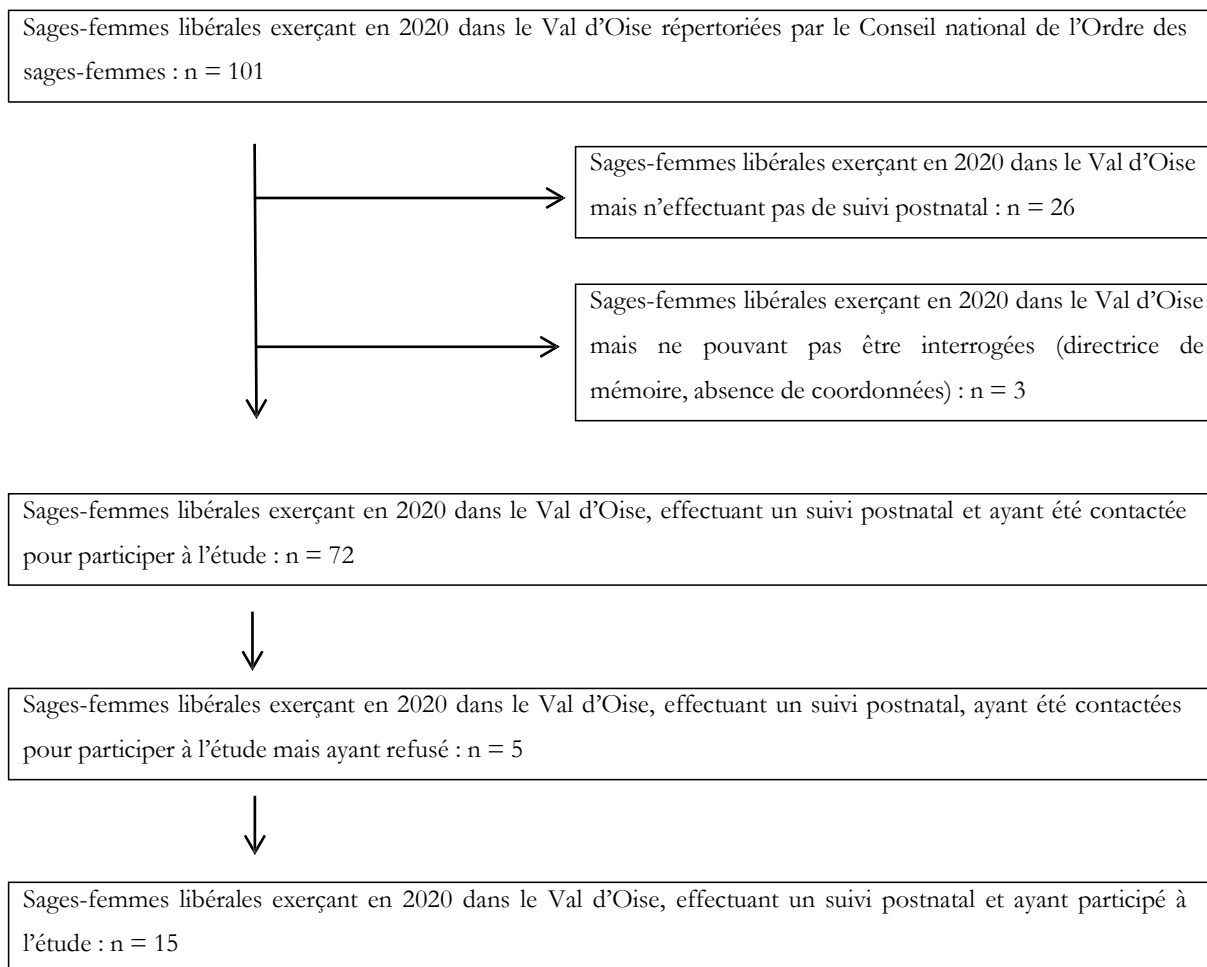 Sages-femmes libérales exerçant en 2020 dans le Val d’Oise répertoriées par le Conseil national de l’Ordre des
sages-femmes : n = 101
Sages-femmes libérales exerçant en 2020 dans le Val d’Oise
mais n’effectuant pas de suivi postnatal : n = 26
Sages-femmes libérales exerçant en 2020 dans le Val d’Oise
mais ne pouvant pas être interrogées (directrice de
mémoire, absence de coordonnées) : n = 3
Sages-femmes libérales exerçant en 2020 dans le Val d’Oise, effectuant un suivi postnatal et ayant été contactée
pour participer à l’étude : n = 72
Sages-femmes libérales exerçant en 2020 dans le Val d’Oise, effectuant un suivi postnatal, ayant été contactées
pour participer à l’étude mais ayant refusé : n = 5
Sages-femmes libérales exerçant en 2020 dans le Val d’Oise, effectuant un suivi postnatal et ayant participé à
l’étude : n = 15